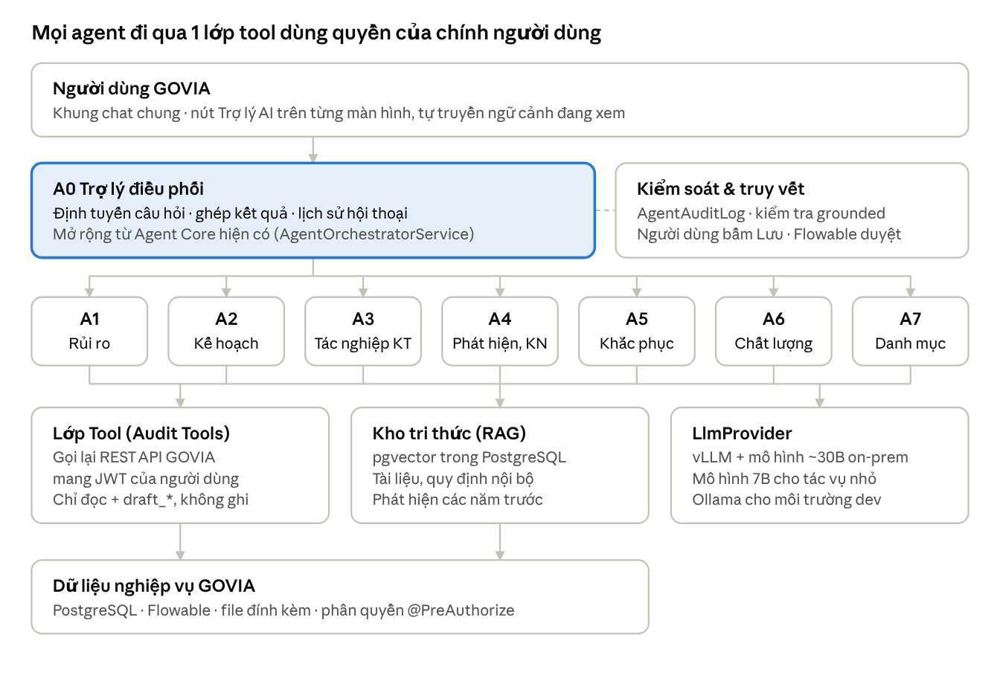 Mọi agent đi qua 1 lớp tool dùng quyền của chính người dùng
Người dùng GOVIA
Khung chat chung · nút Trợ lý AI trên từng màn hình, tự truyền ngữ cảnh đang xem
A0 Trợ lý điều phối
Định tuyến câu hỏi · ghép kết quả · lịch sử hội thoại
Mở rộng từ Agent Core hiện có (AgentOrchestratorService)
Kiểm soát & truy vết
AgentAuditLog · kiểm tra grounded
Người dùng bấm Lưu · Flowable duyệt
A1
Rủi ro
A2
Kế hoạch
A3
Tác nghiệp KT
A4
Phát hiện, KN
A5
Khắc phục
A6
Chất lượng
A7
Danh mục
Lớp Tool (Audit Tools)
Gọi lại REST API GOVIA
mang JWT của người dùng
Chỉ đọc + draft_*, không ghi
Kho tri thức (RAG)
pgvector trong PostgreSQL
Tài liệu, quy định nội bộ
Phát hiện các năm trước
LlmProvider
vLLM + mô hình ~30B on-prem
Mô hình 7B cho tác vụ nhỏ
Ollama cho môi trường dev
Dữ liệu nghiệp vụ GOVIA
PostgreSQL · Flowable · file đính kèm · phân quyền @PreAuthorize